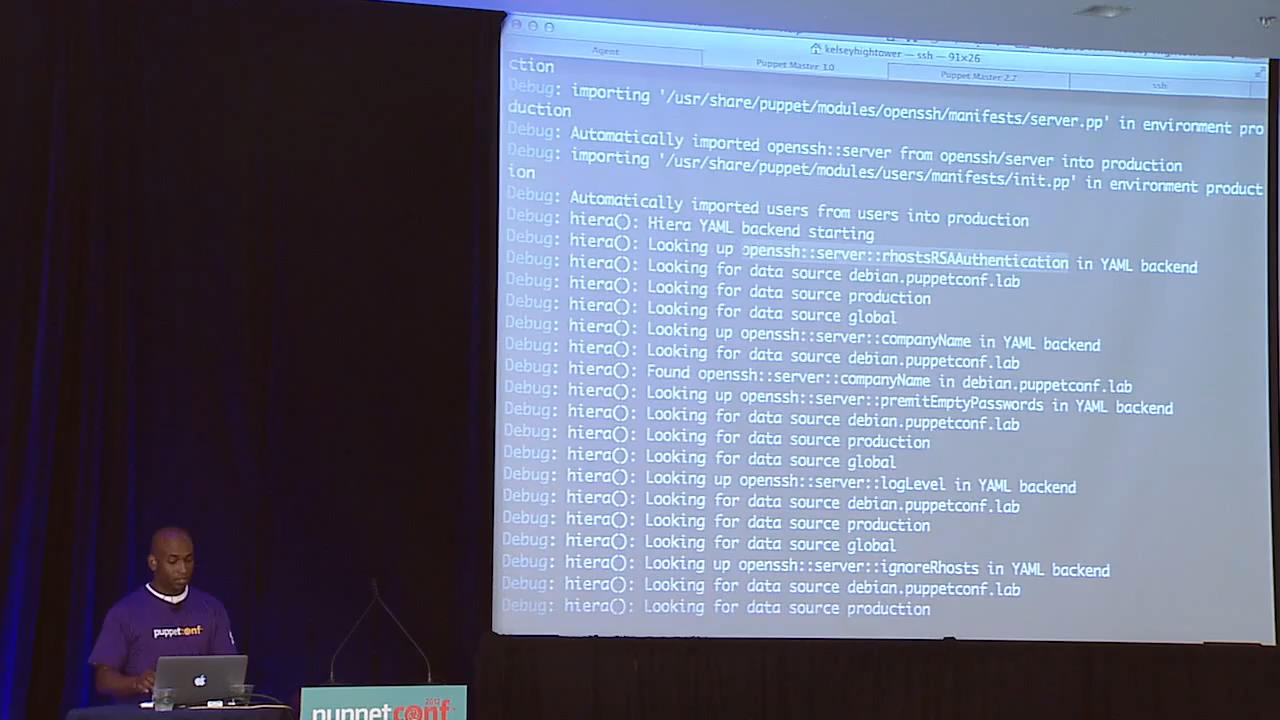 kelseyhightower — ssh — 91×26
Agent
Puppet Master 3.0
Puppet Master 2.7
ssh
ction
Debug: importing '/usr/share/puppet/modules/openssh/manifests/server.pp' in environment pro
duction
Debug: Automatically imported openssh::server from openssh/server into production
Debug: importing '/usr/share/puppet/modules/users/manifests/init.pp' in environment product
ion
Debug: Automatically imported users from users into production
Debug: hiera(): Hiera YAML backend starting
Debug: hiera(): Looking up openssh::server::rhostsRSAAuthentication in YAML backend
Debug: hiera(): Looking for data source debian.puppetconf.lab
Debug: hiera(): Looking for data source production
Debug: hiera(): Looking for data source global
Debug: hiera(): Looking up openssh::server::companyName in YAML backend
Debug: hiera(): Looking for data source debian.puppetconf.lab
Debug: hiera(): Found openssh::server::companyName in debian.puppetconf.lab
Debug: hiera(): Looking up openssh::server::premitEmptyPasswords in YAML backend
Debug: hiera(): Looking for data source debian.puppetconf.lab
Debug: hiera(): Looking for data source production
Debug: hiera(): Looking for data source global
Debug: hiera(): Looking up openssh::server::logLevel in YAML backend
Debug: hiera(): Looking for data source debian.puppetconf.lab
Debug: hiera(): Looking for data source production
Debug: hiera(): Looking for data source global
Debug: hiera(): Looking up openssh::server::ignoreRhosts in YAML backend
Debug: hiera(): Looking for data source debian.puppetconf.lab
Debug: hiera(): Looking for data source production
puppetconf
2012
puppetconf